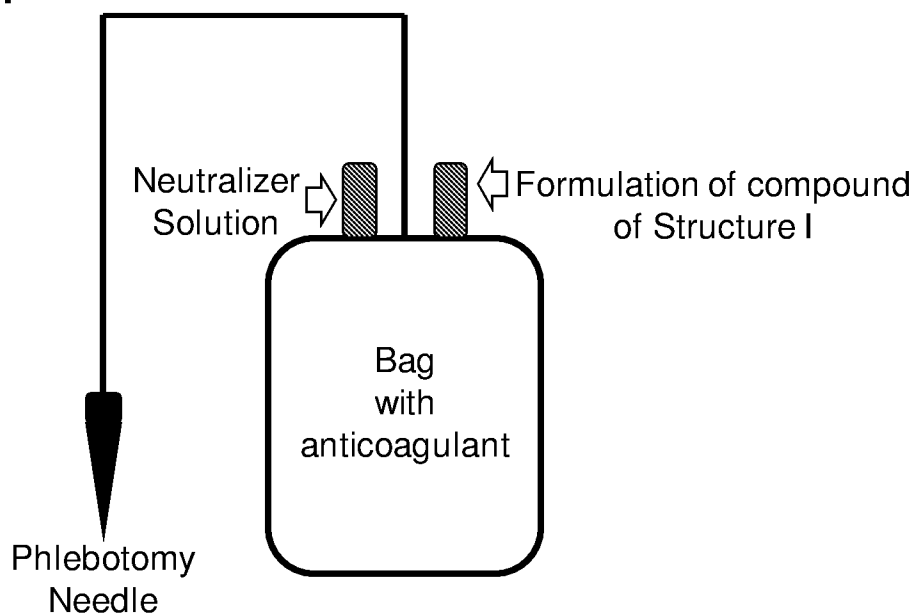 Neutralizer
Solution
Formulation of compound
of Structure I
Bag
with
anticoagulant
Phlebotomy
Needle